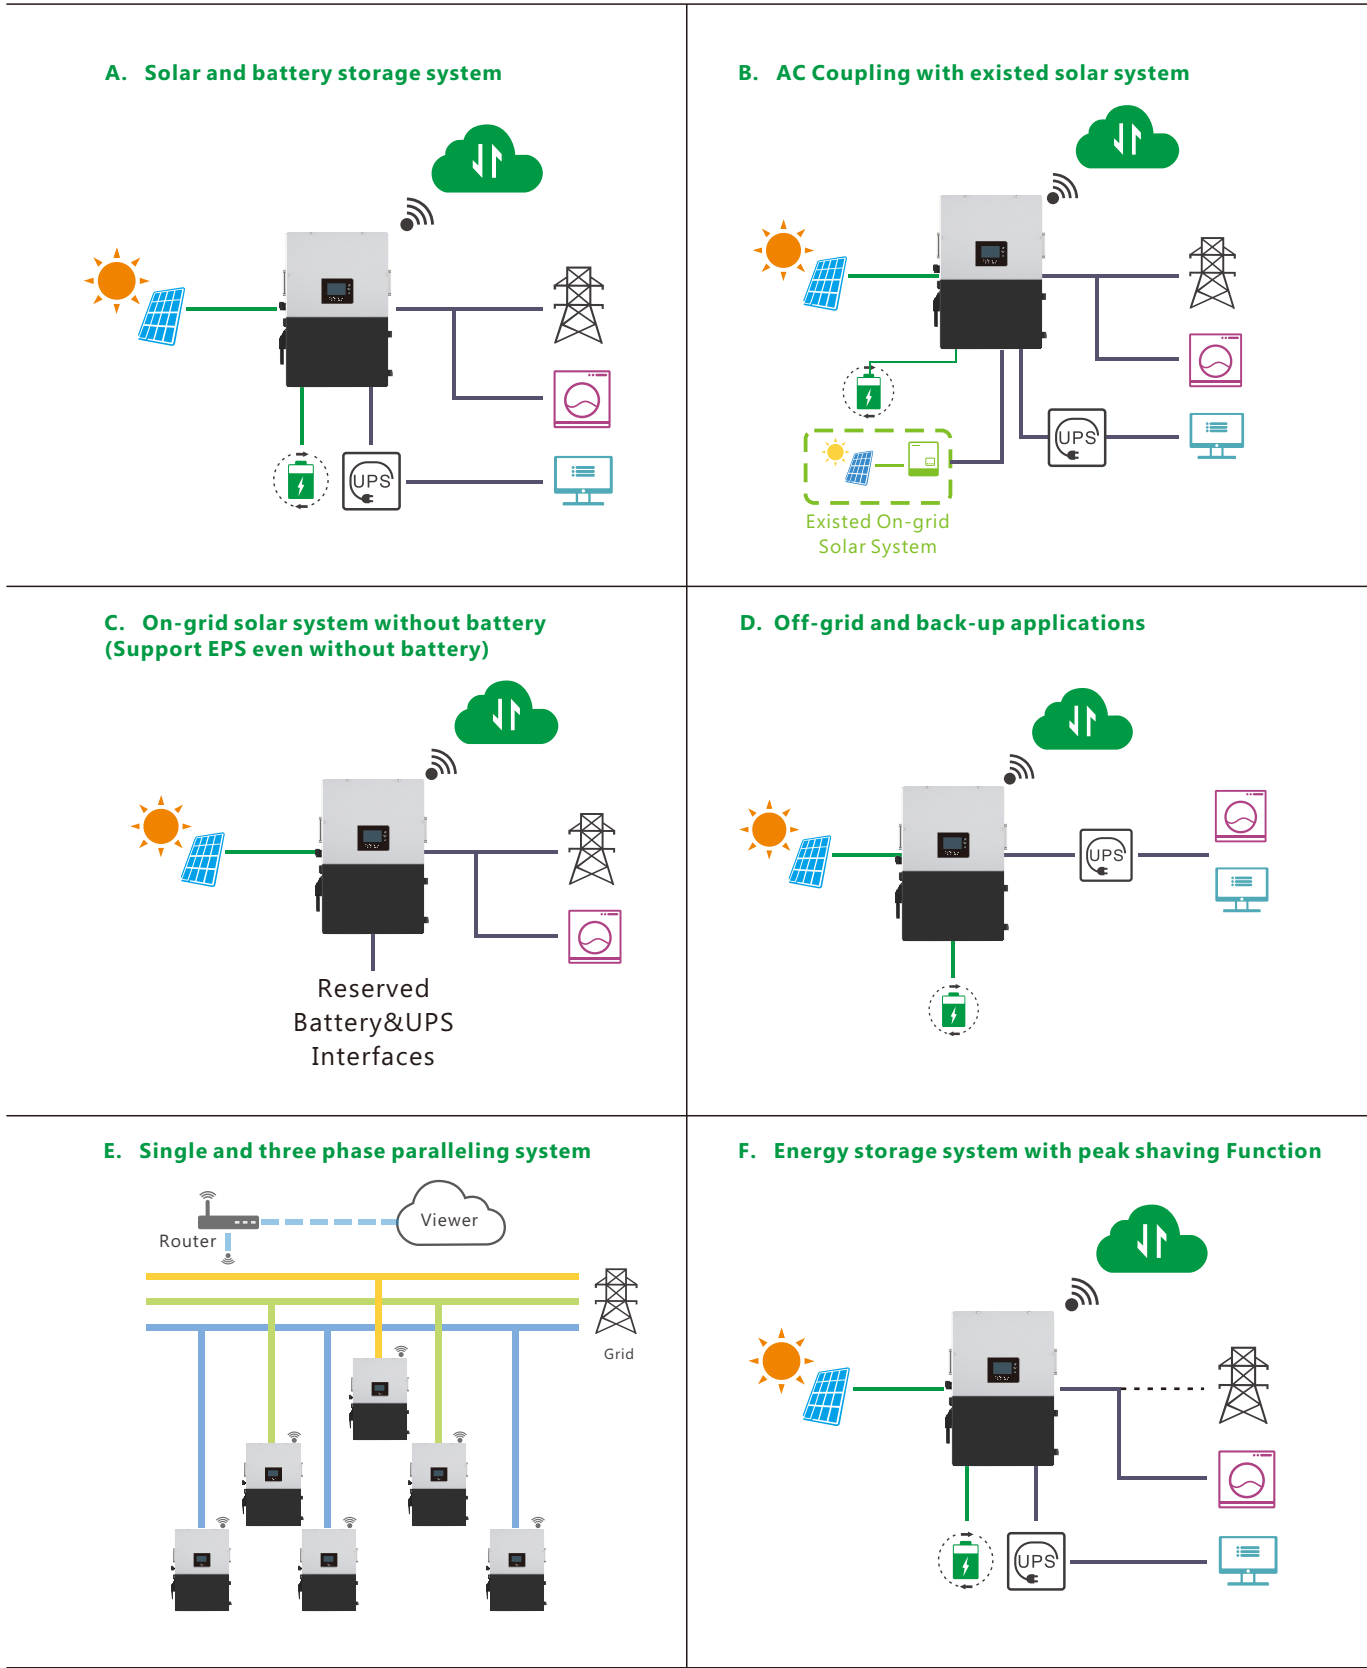 A. Solar and battery storage system
UPS
B. AC Coupling with existed solar system
UPS
Existed On-grid
Solar System
C. On-grid solar system without battery
(Support EPS even without battery)
Reserved
Battery&UPS
Interfaces
D. Off-grid and back-up applications
UPS
E. Single and three phase paralleling system
Viewer
Router
Grid
F. Energy storage system with peak shaving Function
UPS